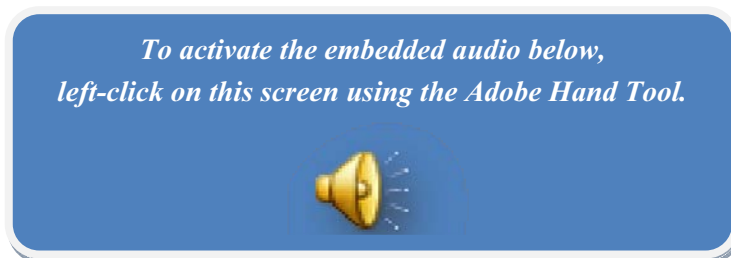 To activate the embedded audio below,
left-click on this screen using the Adobe Hand Tool.